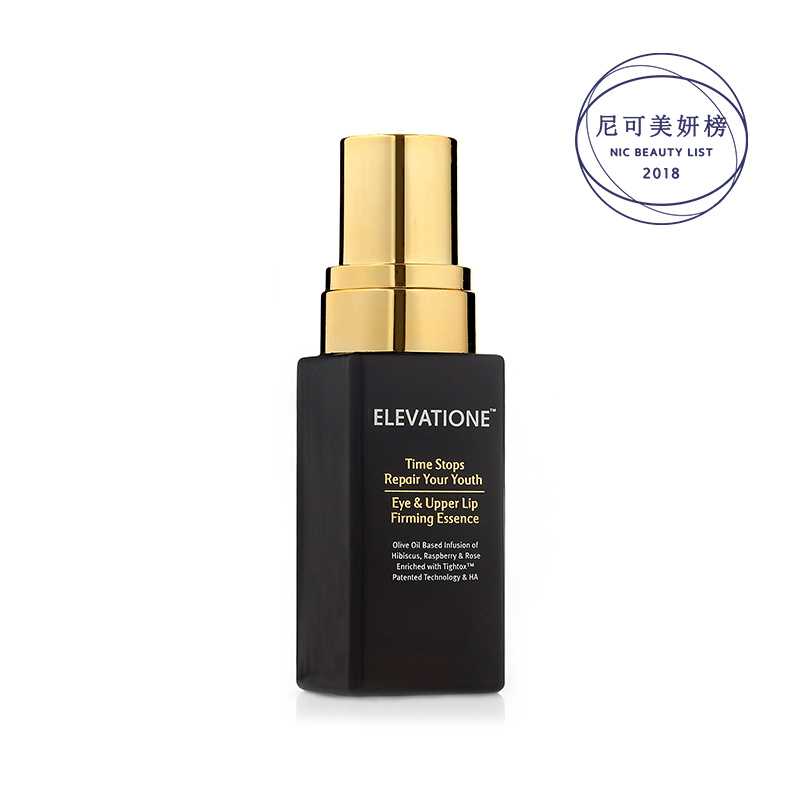 尼可美妍榜
NIC BEAUTY LIST
2018
ELEVATIONE™
Time Stops
Repair Your Youth
Eye & Upper Lip
Firming Essence
Olive Oil Based Infusion of
Hibiscus, Raspberry & Rose
Enriched with Tightox™
Patented Technology & HA